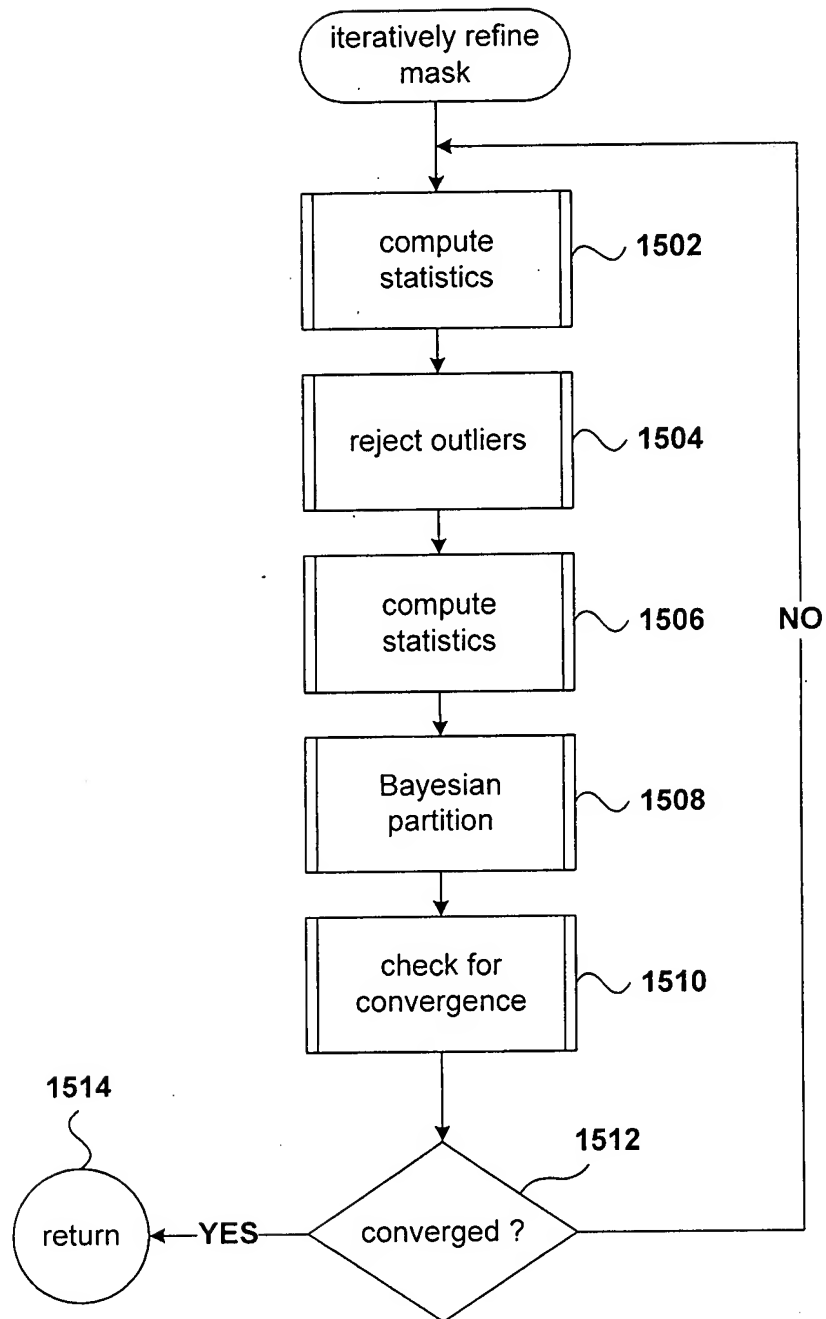 iteratively refine
mask
compute
statistics
1502
reject outliers
1504
compute
statistics
1506
NO
Bayesian
partition
1508
check for
convergence
1510
1514
1512
return
YES
converged ?